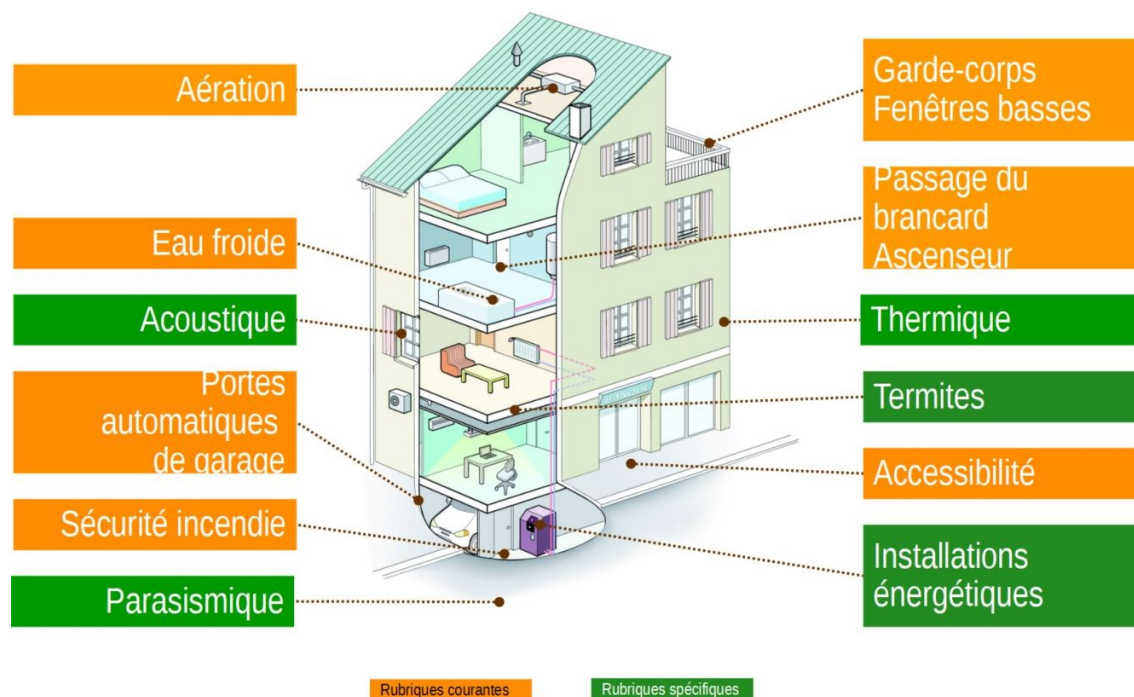 Aération
Eau froide
Acoustique
Portes
automatiques
de garage
Sécurité incendie
Parasismique
Garde-corps
Fenêtres basses
Passage du
brancard
Ascenseur
Thermique
Termites
Accessibilité
Installations
énergétiques
Rubriques courantes
Rubriques spécifiques